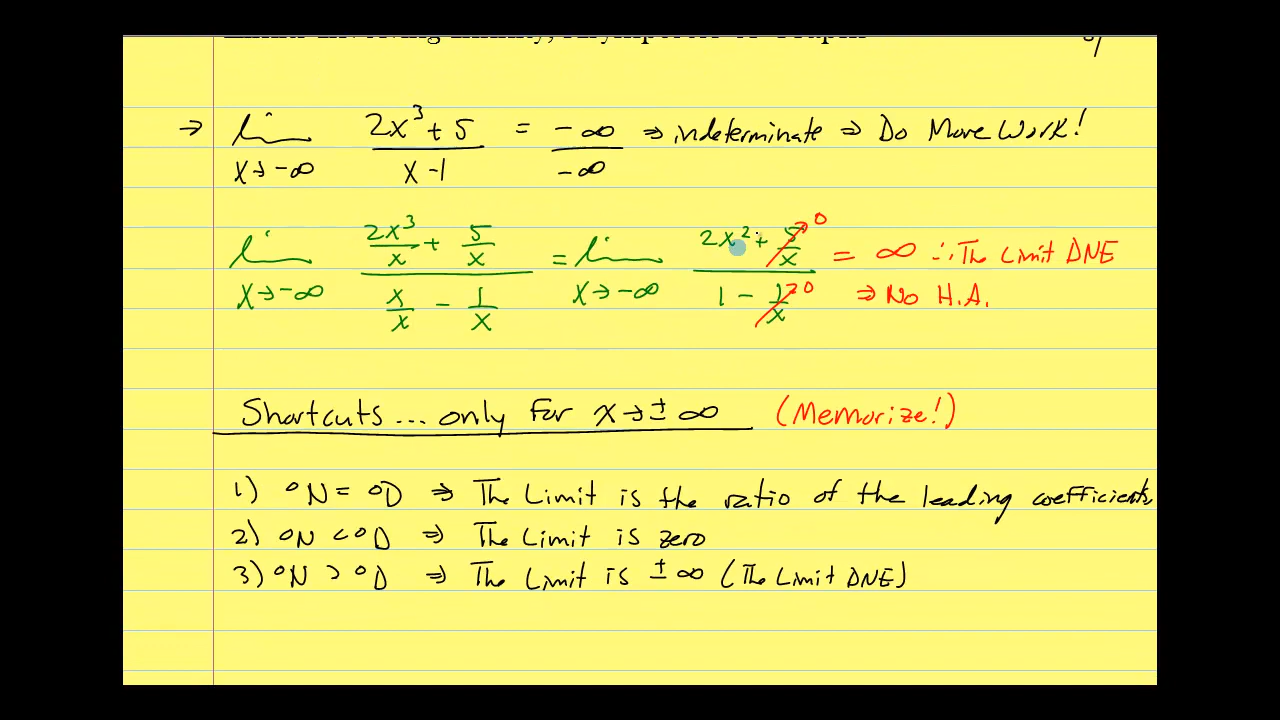 → lim x→-∞ (2x³ + 5)/(x - 1) = -∞/-∞ ⇒ indeterminate ⇒ Do More Work!
lim x→-∞ (2x³/x + 5/x)/(x/x - 1/x) = lim x→-∞ (2x² + 5/x →0)/(1 - 1/x →0) = ∞ ∴ The Limit DNE
⇒ No H.A.
Shortcuts... only for x→±∞ (Memorize!)
1) °N = °D ⇒ The Limit is the ratio of the leading coefficients
2) °N < °D ⇒ The Limit is zero
3) °N > °D ⇒ The Limit is ±∞ (The Limit DNE)